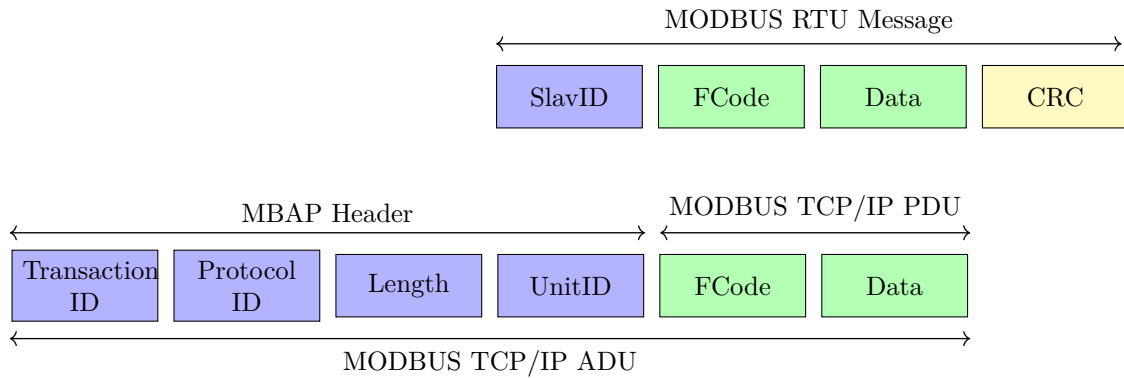 MODBUS RTU Message
SlavID
FCode
Data
CRC
MBAP Header
MODBUS TCP/IP PDU
Transaction
ID
Protocol
ID
Length
UnitID
FCode
Data
MODBUS TCP/IP ADU